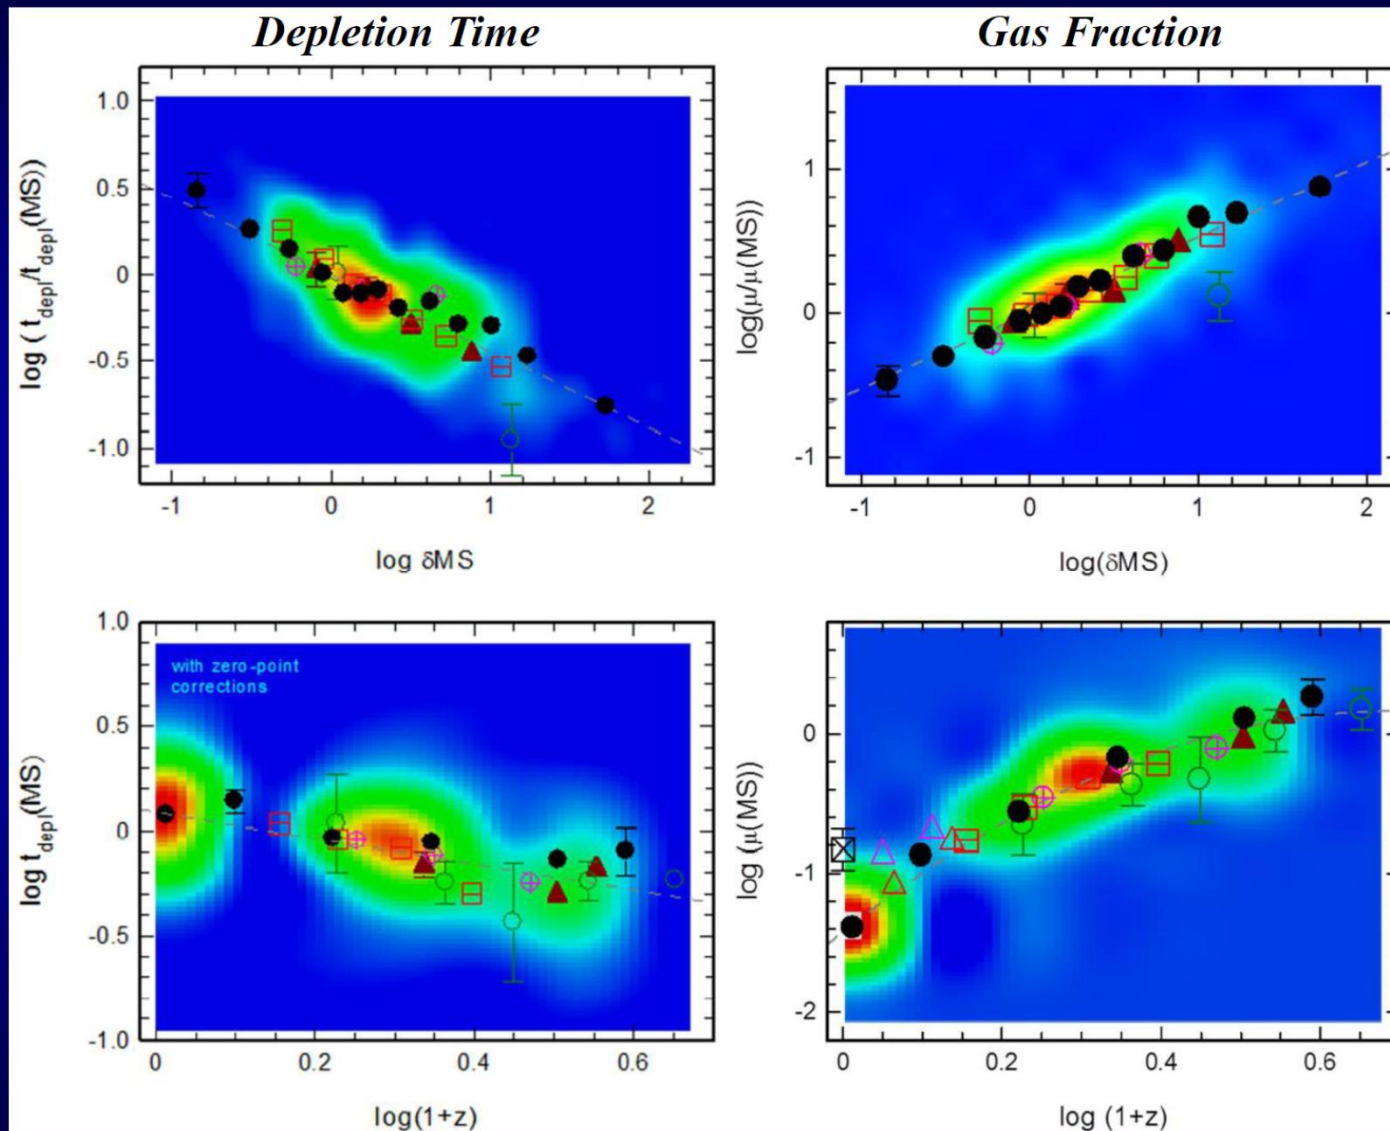 Depletion Time
Gas Fraction
log ( t_depl/t_depl(MS))
1.0
0.5
0
-0.5
-1.0
-1 0 1 2
log δMS
log(μ/μ(MS))
1
0
-1
-1 0 1 2
log(δMS)
log t_depl(MS)
1.0
0.5
0
-0.5
-1.0
with zero-point
corrections
0 0.2 0.4 0.6
log(1+z)
log (μ(MS))
0
-1
-2
0 0.2 0.4 0.6
log (1+z)